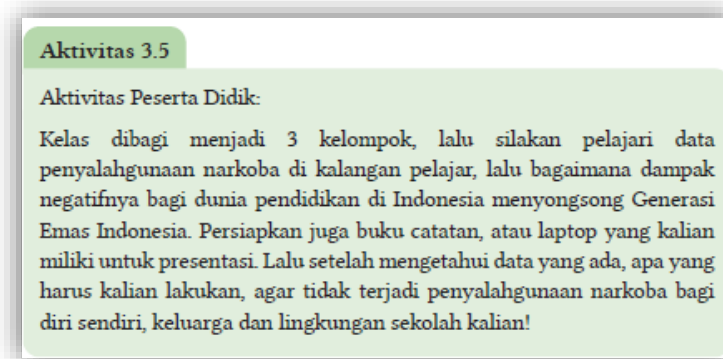 Aktivitas 3.5
Aktivitas Peserta Didik:
Kelas dibagi menjadi 3 kelompok, lalu silakan pelajari data
penyalahgunaan narkoba di kalangan pelajar, lalu bagaimana dampak
negatifnya bagi dunia pendidikan di Indonesia menyongsong Generasi
Emas Indonesia. Persiapkan juga buku catatan, atau laptop yang kalian
miliki untuk presentasi. Lalu setelah mengetahui data yang ada, apa yang
harus kalian lakukan, agar tidak terjadi penyalahgunaan narkoba bagi
diri sendiri, keluarga dan lingkungan sekolah kalian!